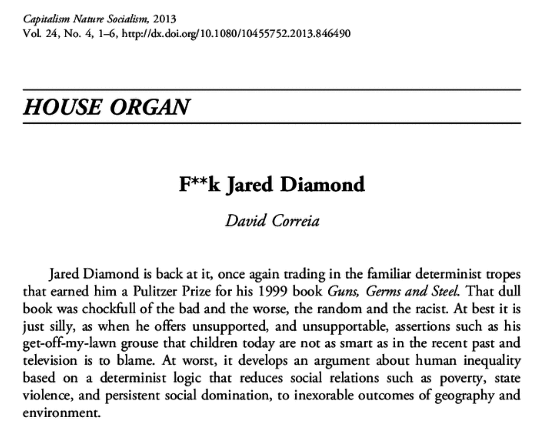 Capitalism Nature Socialism, 2013
Vol. 24, No. 4, 1–6, http://dx.doi.org/10.1080/10455752.2013.846490
HOUSE ORGAN
F**k Jared Diamond
David Correia
Jared Diamond is back at it, once again trading in the familiar determinist tropes
that earned him a Pulitzer Prize for his 1999 book Guns, Germs and Steel. That dull
book was chockfull of the bad and the worse, the random and the racist. At best it is
just silly, as when he offers unsupported, and unsupportable, assertions such as his
get-off-my-lawn grouse that children today are not as smart as in the recent past and
television is to blame. At worst, it develops an argument about human inequality
based on a determinist logic that reduces social relations such as poverty, state
violence, and persistent social domination, to inexorable outcomes of geography and
environment.